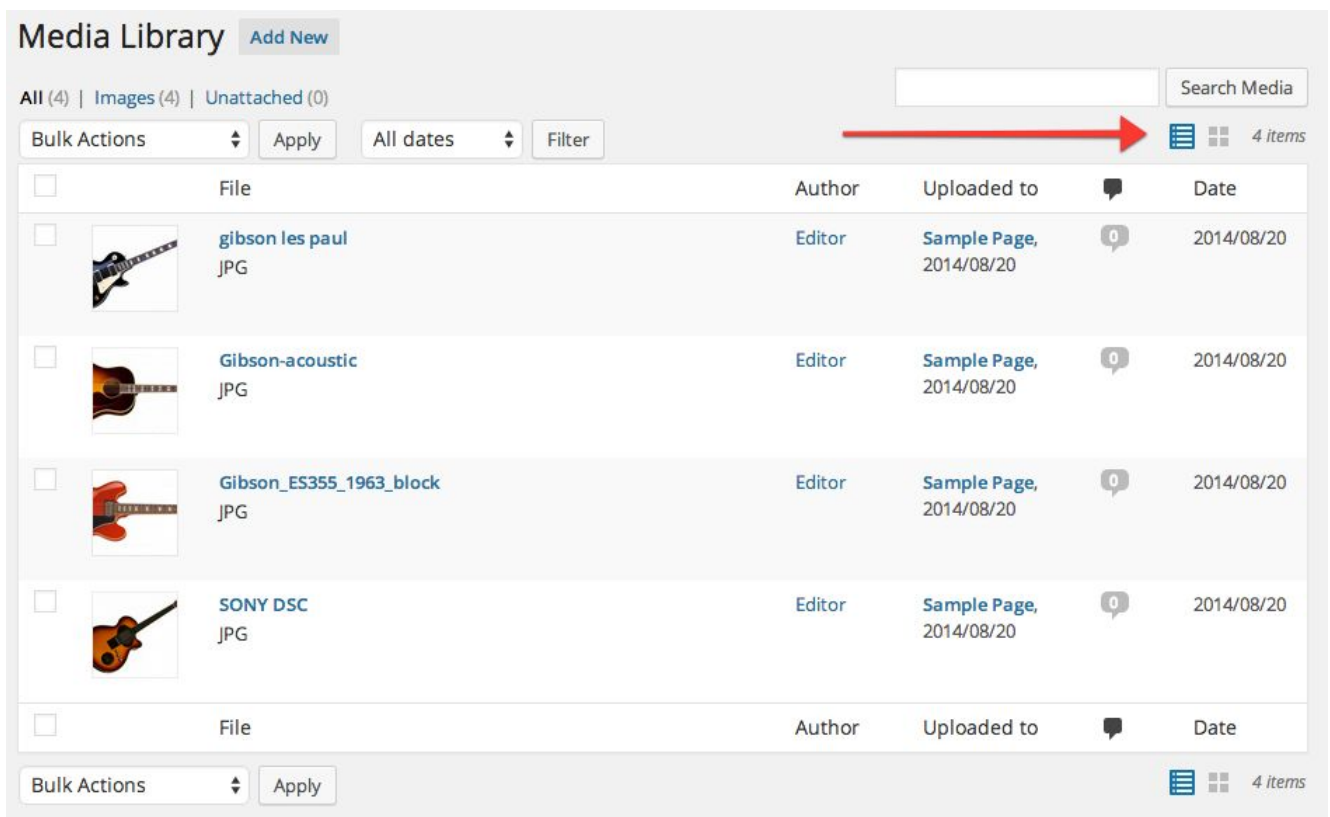 Media Library Add New
Search Media
All (4) | Images (4) | Unattached (0)
Bulk Actions Apply All dates Filter 4 items
File Author Uploaded to Date
gibson les paul Editor Sample Page, 0 2014/08/20
JPG 2014/08/20
Gibson-acoustic Editor Sample Page, 0 2014/08/20
JPG 2014/08/20
Gibson_ES355_1963_block Editor Sample Page, 0 2014/08/20
JPG 2014/08/20
SONY DSC Editor Sample Page, 0 2014/08/20
JPG 2014/08/20
File Author Uploaded to Date
Bulk Actions Apply 4 items